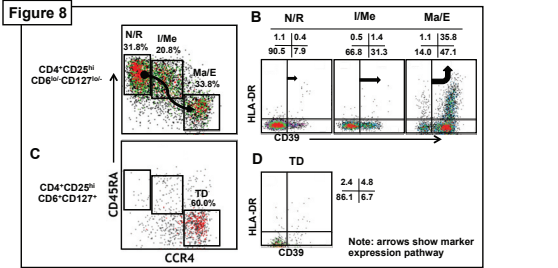 Figure 8
N/R
31.8%
I/Me
20.8%
Ma/E
33.8%
CD4+CD25hi
CD6lo/-CD127lo/-
B
N/R
I/Me
Ma/E
1.1 0.4
90.5 7.9
0.5 1.4
66.8 31.3
1.1 35.8
14.0 47.1
HLA-DR
CD39
C
CD4+CD25hi
CD6+CD127+
CD45RA
TD
60.0%
CCR4
D
TD
2.4 4.8
86.1 6.7
HLA-DR
CD39
Note: arrows show marker
expression pathway